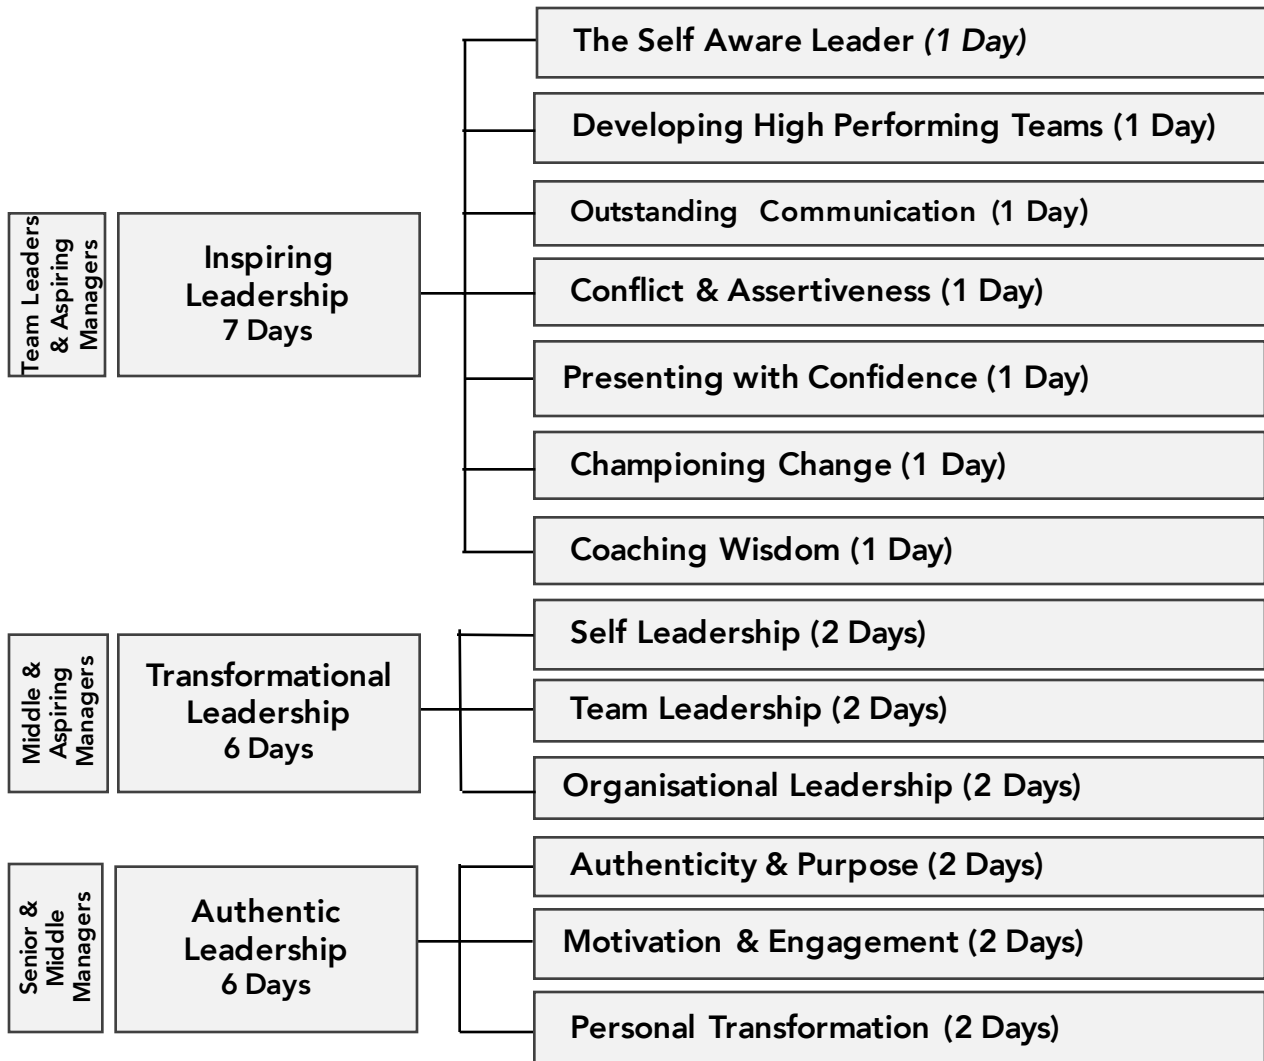 Team Leaders
& Aspiring
Managers
Inspiring
Leadership
7 Days
The Self Aware Leader (1 Day)
Developing High Performing Teams (1 Day)
Outstanding Communication (1 Day)
Conflict & Assertiveness (1 Day)
Presenting with Confidence (1 Day)
Championing Change (1 Day)
Coaching Wisdom (1 Day)
Middle &
Aspiring
Managers
Transformational
Leadership
6 Days
Self Leadership (2 Days)
Team Leadership (2 Days)
Organisational Leadership (2 Days)
Senior &
Middle
Managers
Authentic
Leadership
6 Days
Authenticity & Purpose (2 Days)
Motivation & Engagement (2 Days)
Personal Transformation (2 Days)